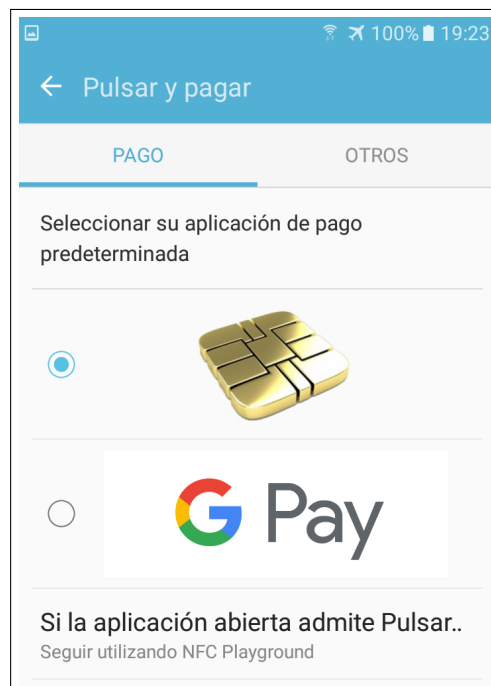 100% 19:23
Pulsar y pagar
PAGO OTROS
Seleccionar su aplicación de pago
predeterminada
G Pay
Si la aplicación abierta admite Pulsar..
Seguir utilizando NFC Playground